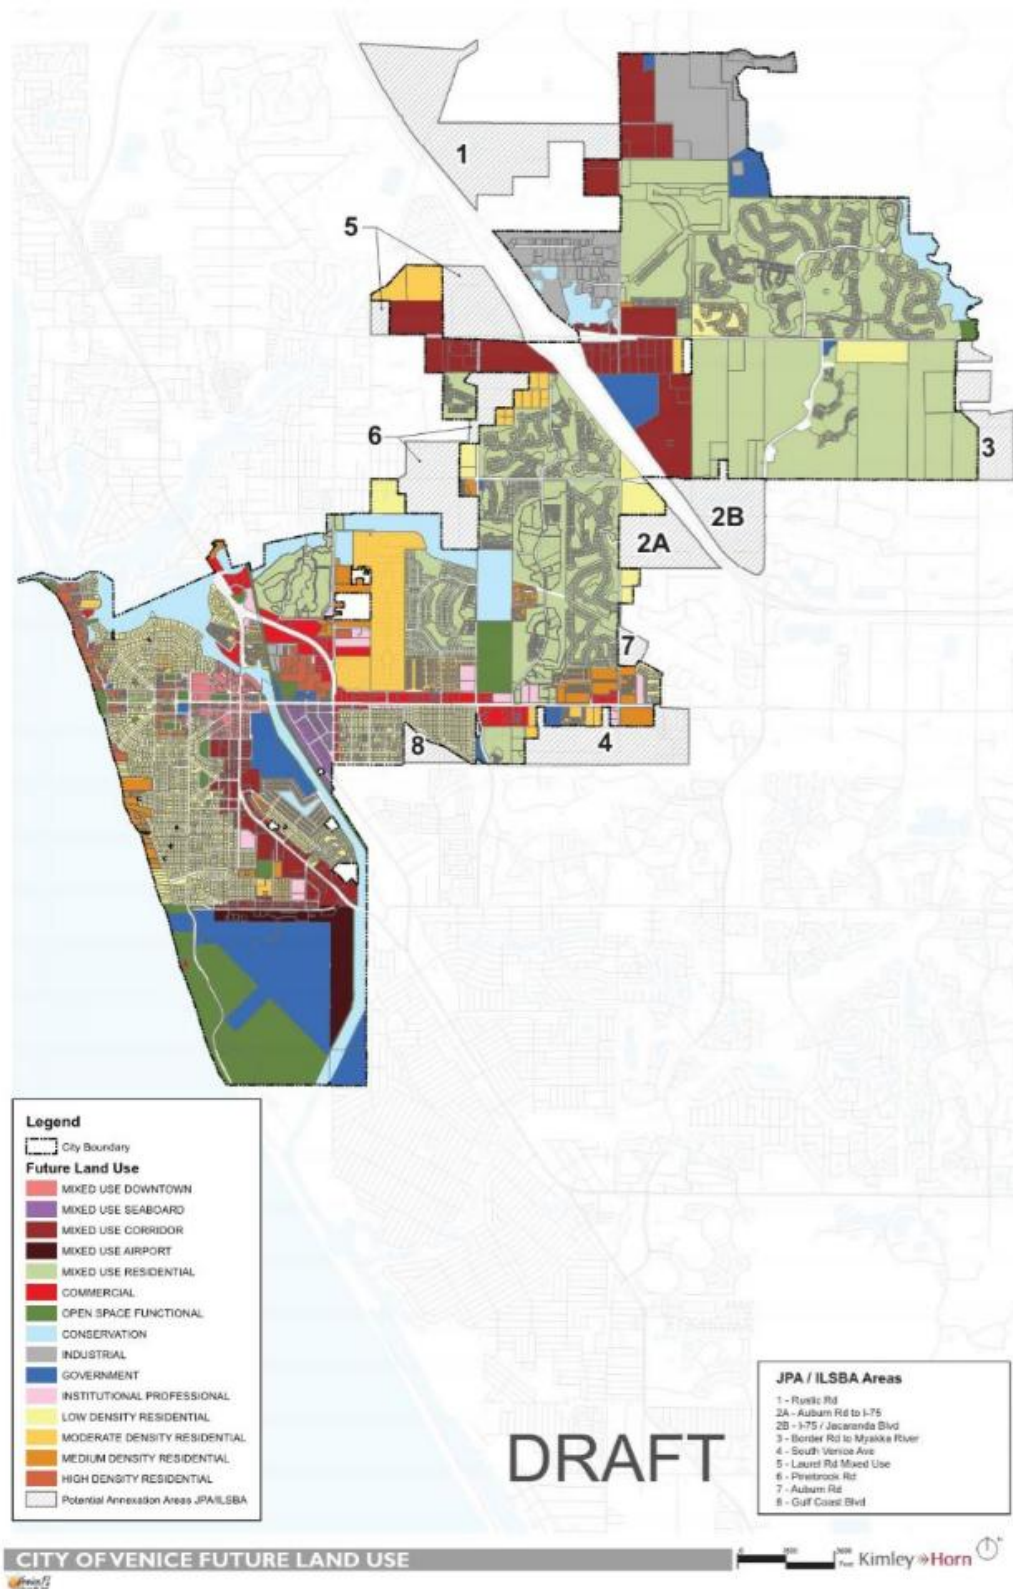 1
5
6
3
2B
2A
7
8
4
Legend
City Boundary
Future Land Use
MIXED USE DOWNTOWN
MIXED USE SEABOARD
MIXED USE CORRIDOR
MIXED USE AIRPORT
MIXED USE RESIDENTIAL
COMMERCIAL
OPEN SPACE FUNCTIONAL
CONSERVATION
INDUSTRIAL
GOVERNMENT
INSTITUTIONAL PROFESSIONAL
LOW DENSITY RESIDENTIAL
MODERATE DENSITY RESIDENTIAL
MEDIUM DENSITY RESIDENTIAL
HIGH DENSITY RESIDENTIAL
Potential Annexation Areas JPA/ILSBA
DRAFT
JPA / ILSBA Areas
1 - Rustic Rd
2A - Auburn Rd to I-75
2B - I-75 / Jacaranda Blvd
3 - Border Rd to Myakka River
4 - South Venice Ave
5 - Laurel Rd Mixed Use
6 - Pinebrook Rd
7 - Auburn Rd
8 - Gulf Coast Blvd
CITY OF VENICE FUTURE LAND USE
0
Feet
Kimley»Horn